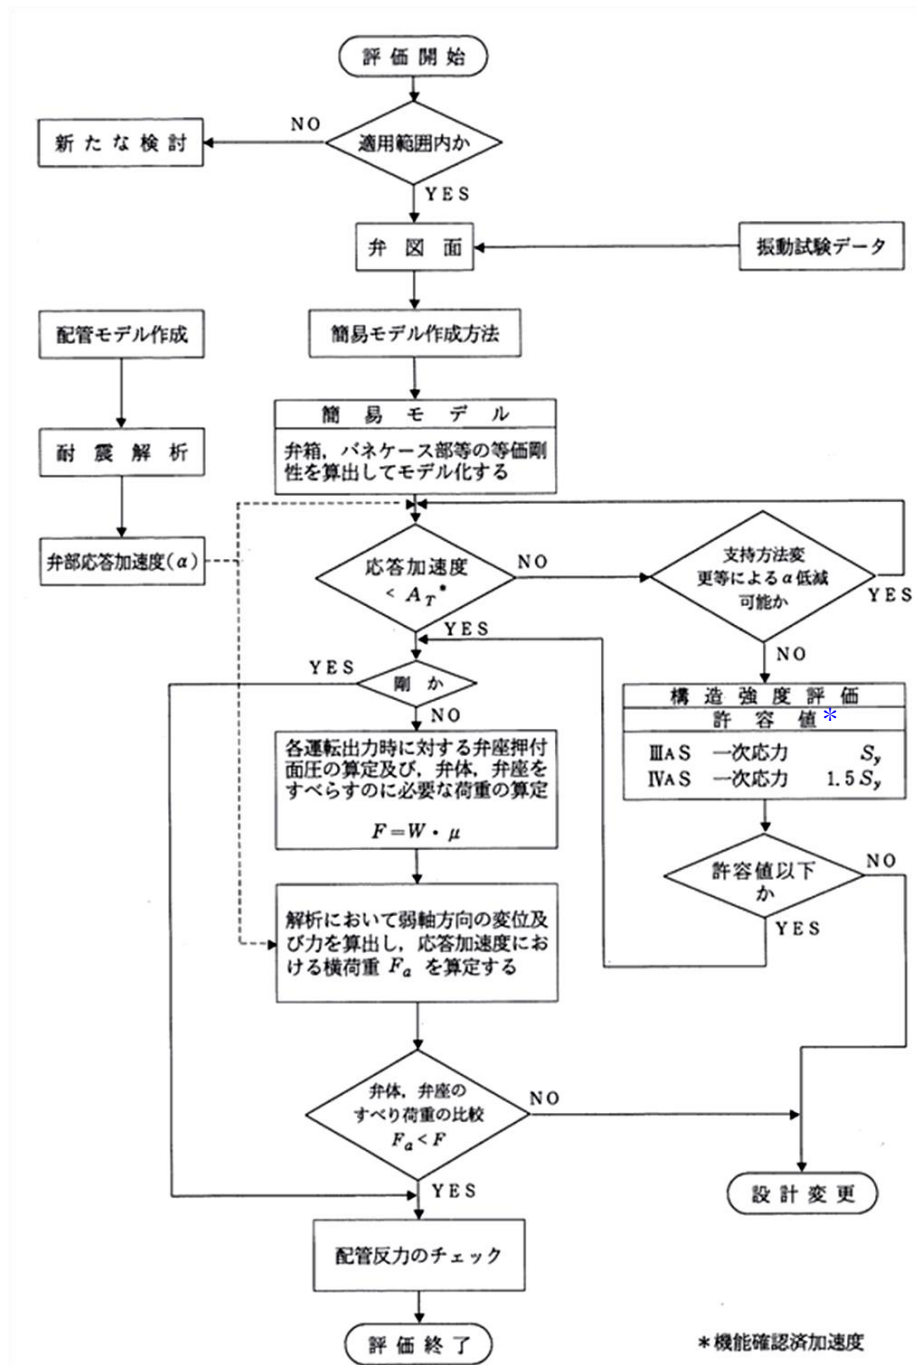 評価開始
適用範囲内か
NO
新たな検討
YES
弁図面
振動試験データ
配管モデル作成
簡易モデル作成方法
簡易モデル
弁箱,バネケース部等の等価剛
性を算出してモデル化する
耐震解析
弁部応答加速度(α)
応答加速度
< A_T*
NO
支持方法変
更等によるα低減
可能か
YES
YES
NO
剛か
YES
NO
構造強度評価
許容値*
ⅢAS 一次応力 S_y
ⅣAS 一次応力 1.5 S_y
各運転出力時に対する弁座押付
面圧の算定及び,弁体,弁座を
すべらすのに必要な荷重の算定
F=W・μ
許容値以下
か
NO
YES
解析において弱軸方向の変位及
び力を算出し,応答加速度にお
ける横荷重 F_a を算定する
弁体,弁座の
すべり荷重の比較
F_a < F
NO
YES
設計変更
配管反力のチェック
評価終了
*機能確認済加速度